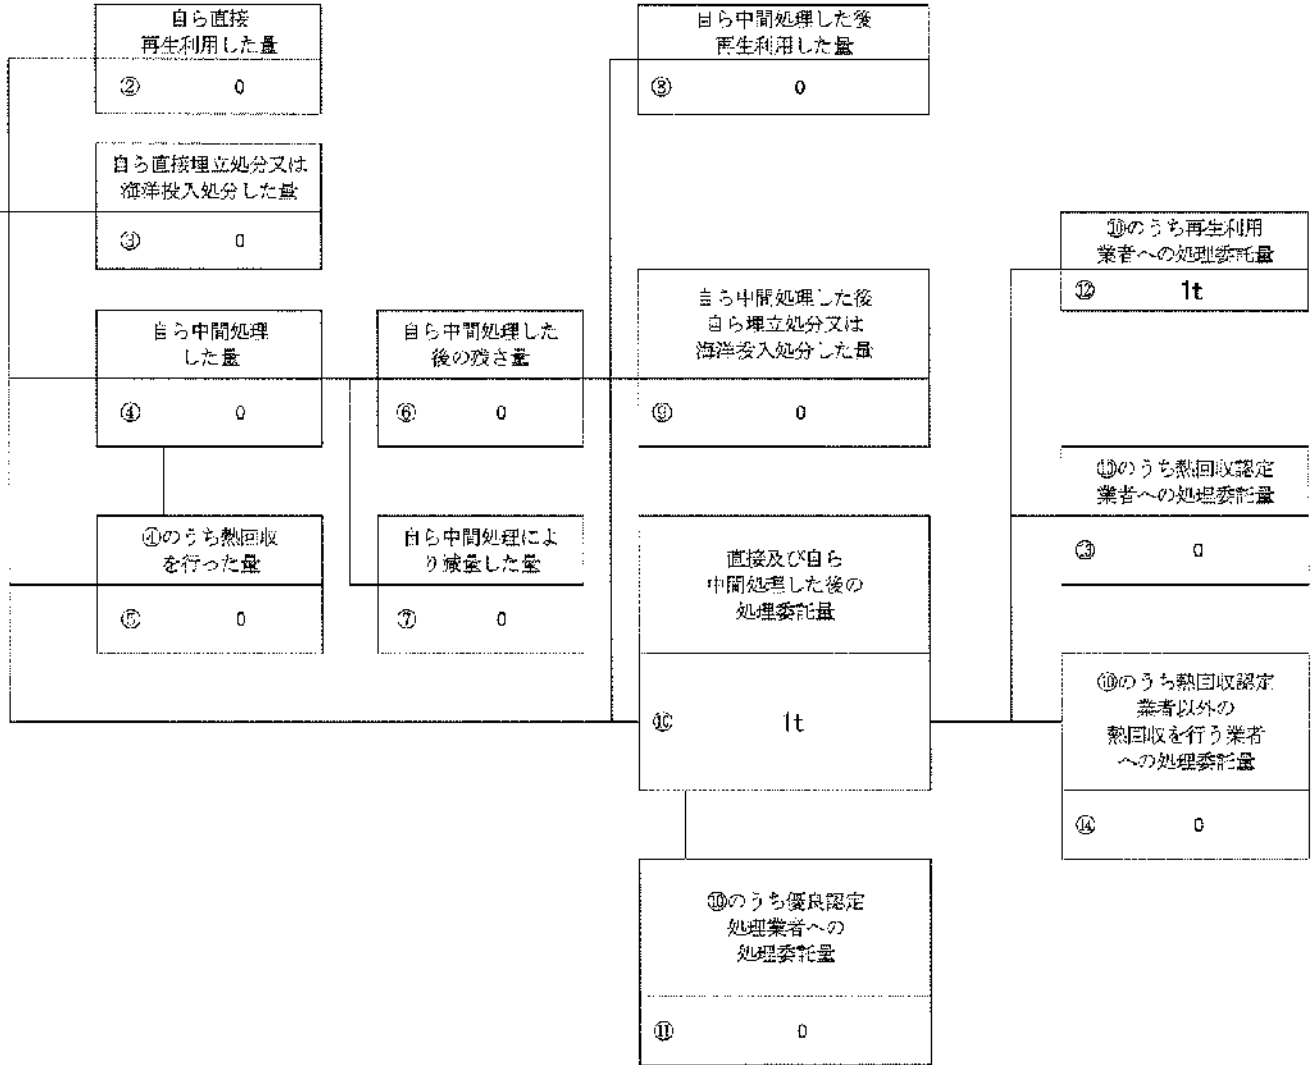 自ら直接
再生利用した量
② 0
自ら中間処理した後
再生利用した量
⑧ 0
自ら直接埋立処分又は
海洋投入処分した量
③ 0
⑩のうち再生利用
業者への処理委託量
⑫ 1t
自ら中間処理した後
自ら埋立処分又は
海洋投入処分した量
⑨ 0
自ら中間処理
した量
④ 0
自ら中間処理した
後の残さ量
⑥ 0
⑩のうち熱回収認定
業者への処理委託量
⑬ 0
④のうち熱回収
を行った量
⑤ 0
自ら中間処理によ
り減量した量
⑦ 0
直接及び自ら
中間処理した後の
処理委託量
⑩ 1t
⑩のうち熱回収認定
業者以外の
熱回収を行う業者
への処理委託量
⑭ 0
⑩のうち優良認定
処理業者への
処理委託量
⑪ 0